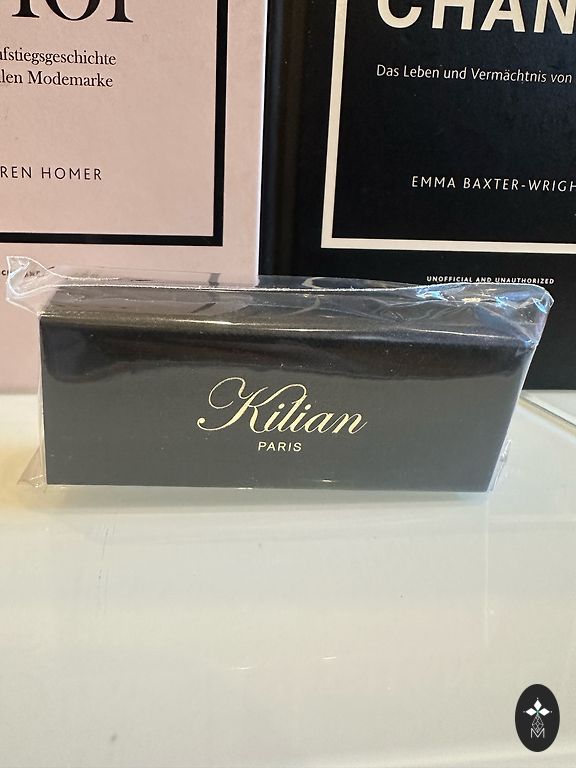 fstiegsgeschichte
len Modemarke
REN HOMER
CHAN
Das Leben und Vermächtnis von
EMMA BAXTER-WRIGH
UNOFFICIAL AND UNAUTHORIZED
Kilian
PARIS
M